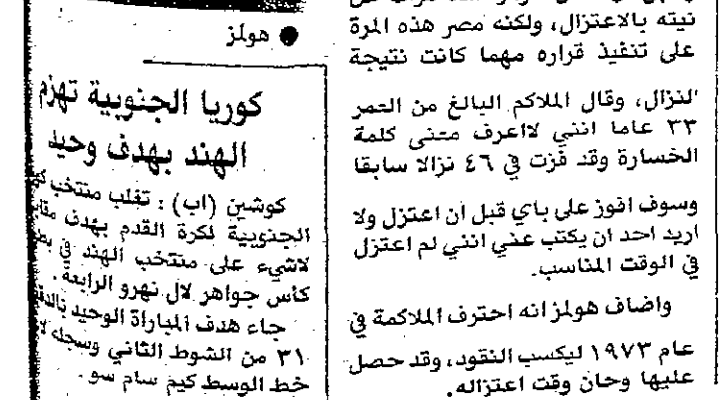 نيته بالاعتزال، ولكنه مصر هذه المرة
على تنفيذ قراره مهما كانت نتيجة
النزال، وقال الملاكم البالغ من العمر
٣٣ عاما انني لااعرف متنى كلمة
الخسارة وقد فزت في ٤٦ نزالا سابقا
وسوف افوز على باي قبل ان اعتزل ولا
اريد احد ان يكتب عني انني لم اعتزل
في الوقت المناسب.
واضاف هولمز انه احترف الملاكمة في
عام ١٩٧٣ ليكسب النقود، وقد حصل
عليها وحان وقت اعتزاله.
● هولمز
كوريا الجنوبية تهزم
الهند بهدف وحيد
كوشين (اب) : تغلب منتخب
الجنوبية لكرة القدم بهدف
لاشيء على منتخب الهند في
كأس جواهر لال نهرو الرابعة.
جاء هدف المباراة الوحيد
٣١ من الشوط الثاني وسجله
خط الوسط كيم سام سو.